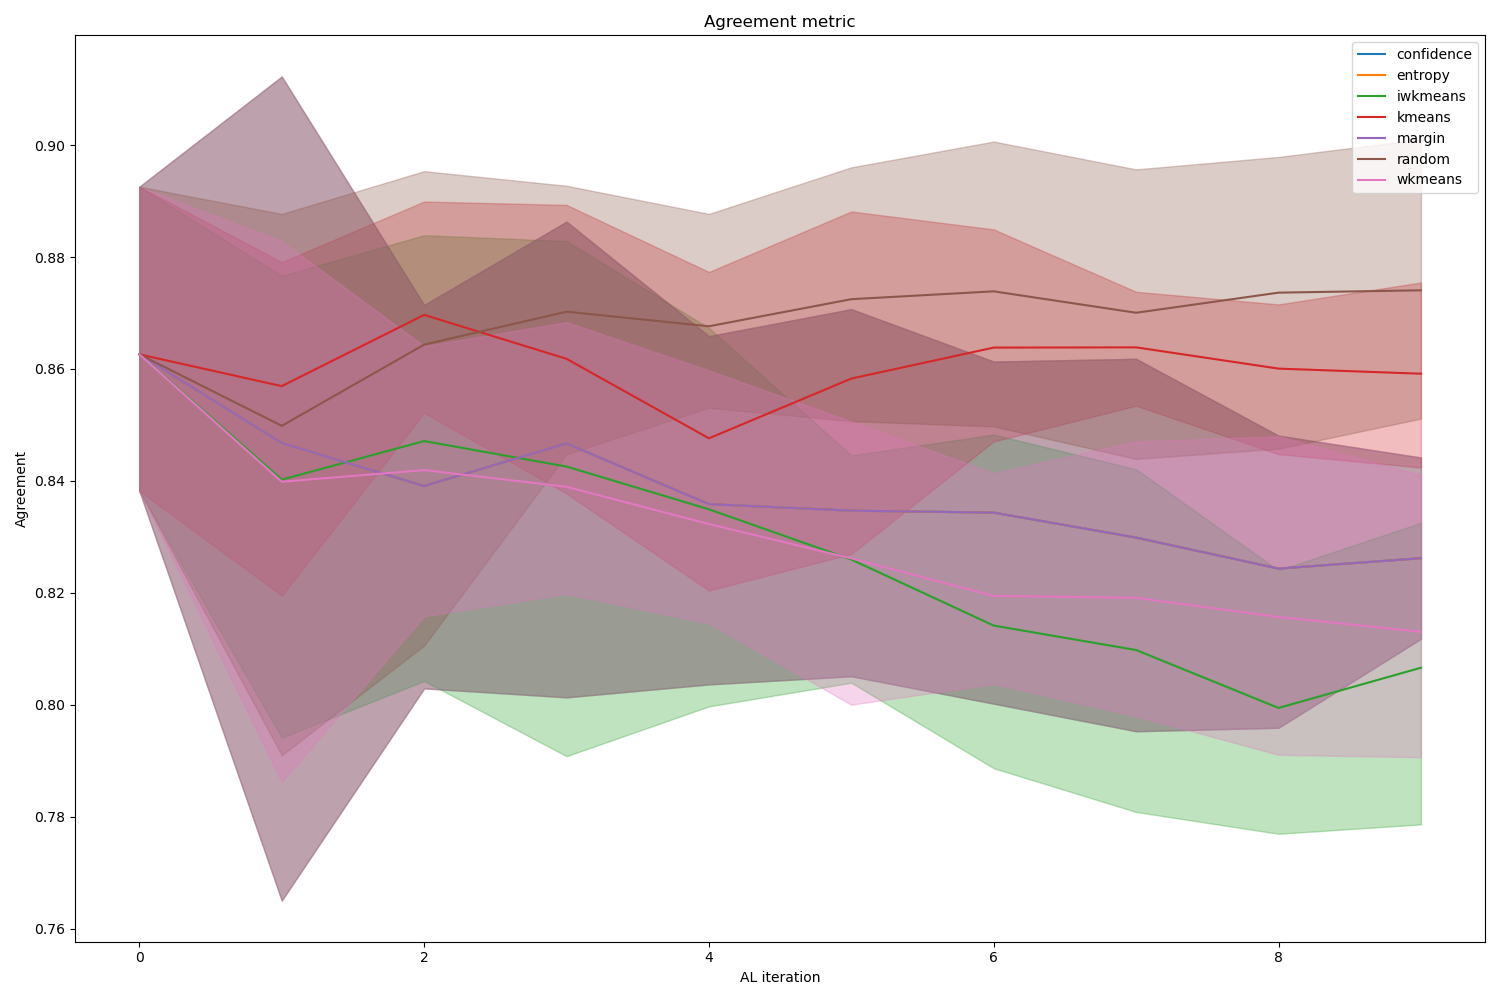 Agreement metric
confidence
entropy
iwkmeans
kmeans
margin
random
wkmeans
Agreement
0.90
0.88
0.86
0.84
0.82
0.80
0.78
0.76
0 2 4 6 8
AL iteration